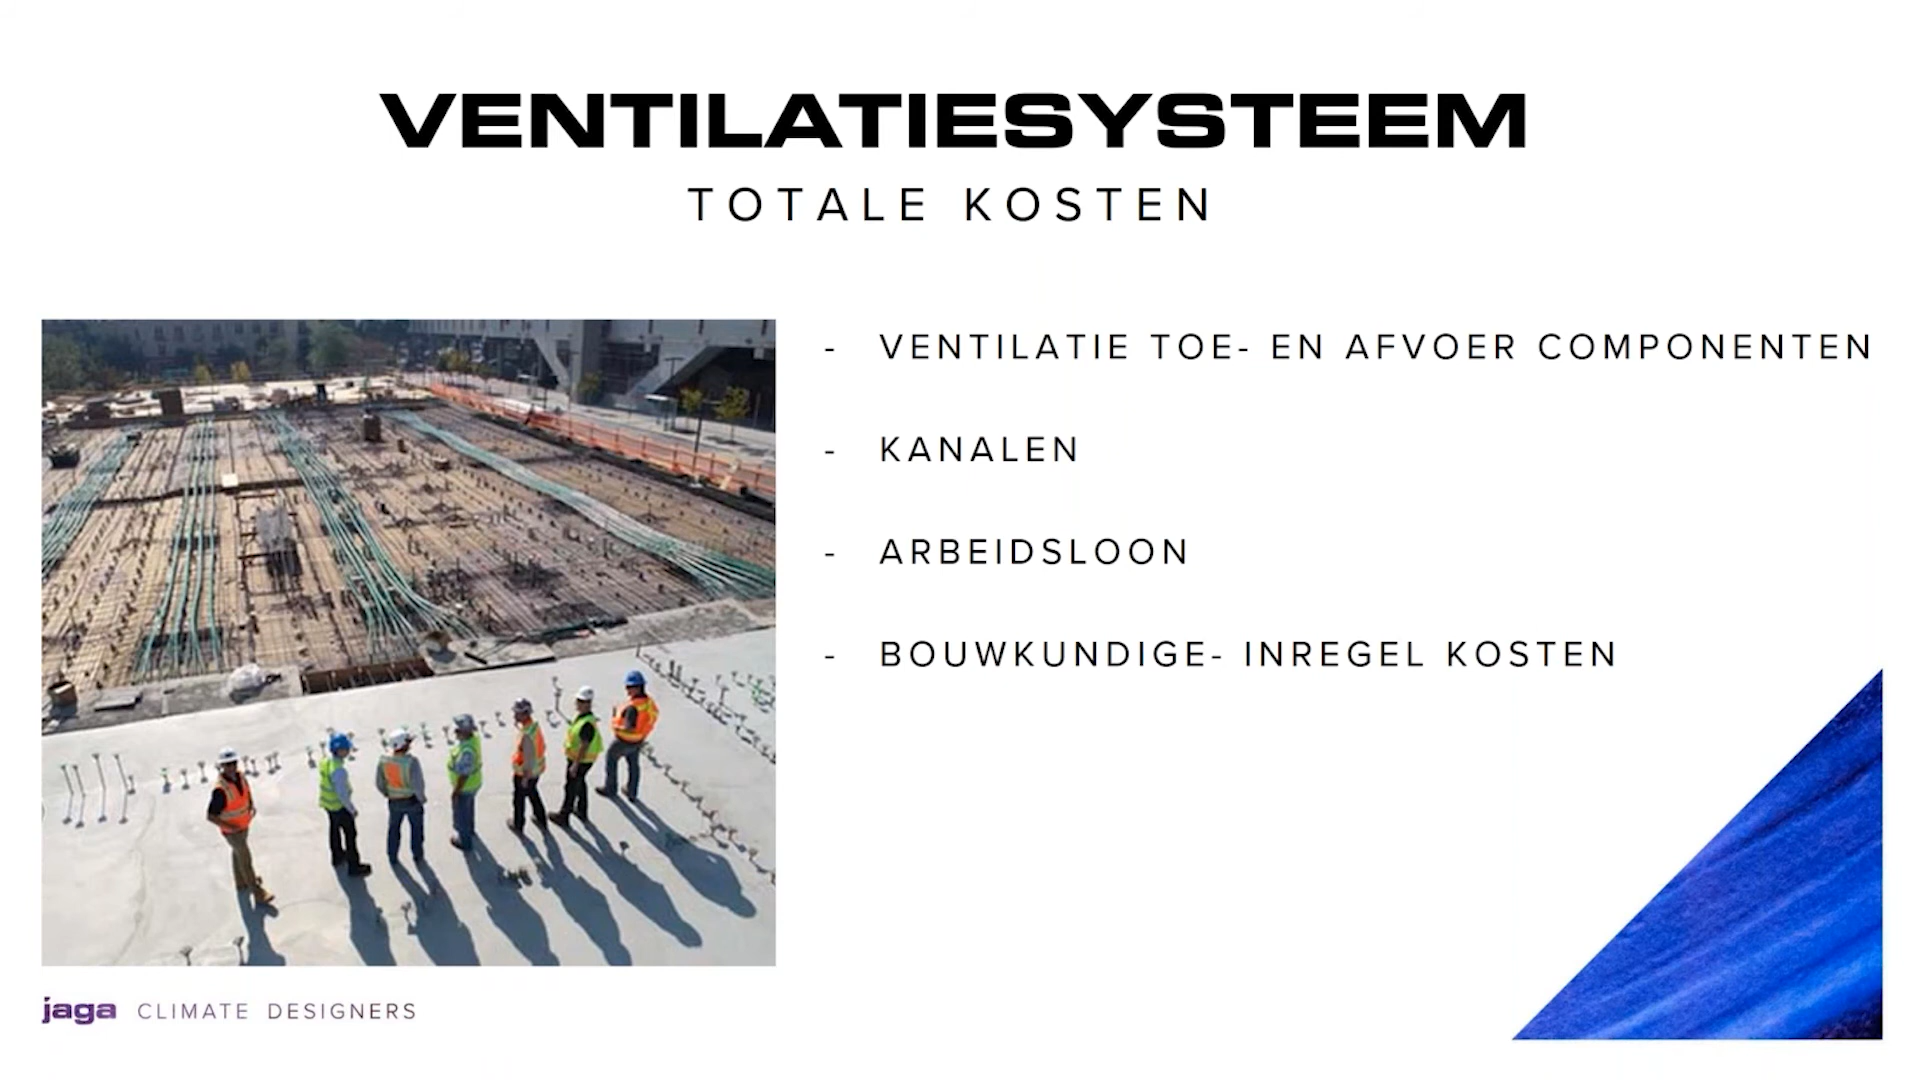 VENTILATIESYSTEEM
TOTALE KOSTEN
- VENTILATIE TOE- EN AFVOER COMPONENTEN
- KANALEN
- ARBEIDSLOON
- BOUWKUNDIGE- INREGEL KOSTEN
jaga CLIMATE DESIGNERS